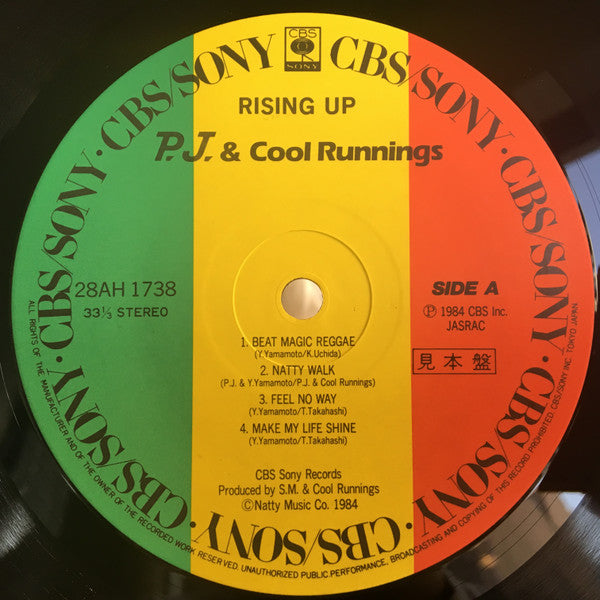 CBS
SONY
CBS/SONY · CBS/SONY · CBS/SONY · CBS/SONY · CBS/SONY · CBS/SONY · CBS/SONY
RISING UP
P.J. & Cool Runnings
28AH 1738
33⅓ STEREO
SIDE A
Ⓟ 1984 CBS Inc.
JASRAC
見本盤
1. BEAT MAGIC REGGAE
(Y.Yamamoto/K.Uchida)
2. NATTY WALK
(P.J. & Y.Yamamoto/P.J. & Cool Runnings)
3. FEEL NO WAY
(Y.Yamamoto/T.Takahashi)
4. MAKE MY LIFE SHINE
(Y.Yamamoto/T.Takahashi)
CBS Sony Records
Produced by S.M. & Cool Runnings
©Natty Music Co. 1984
ALL RIGHTS OF THE MANUFACTURER AND OF THE OWNER OF THE RECORDED WORK RESERVED. UNAUTHORIZED PUBLIC PERFORMANCE, BROADCASTING AND COPYING OF THIS RECORD PROHIBITED. CBS/SONY INC. TOKYO JAPAN